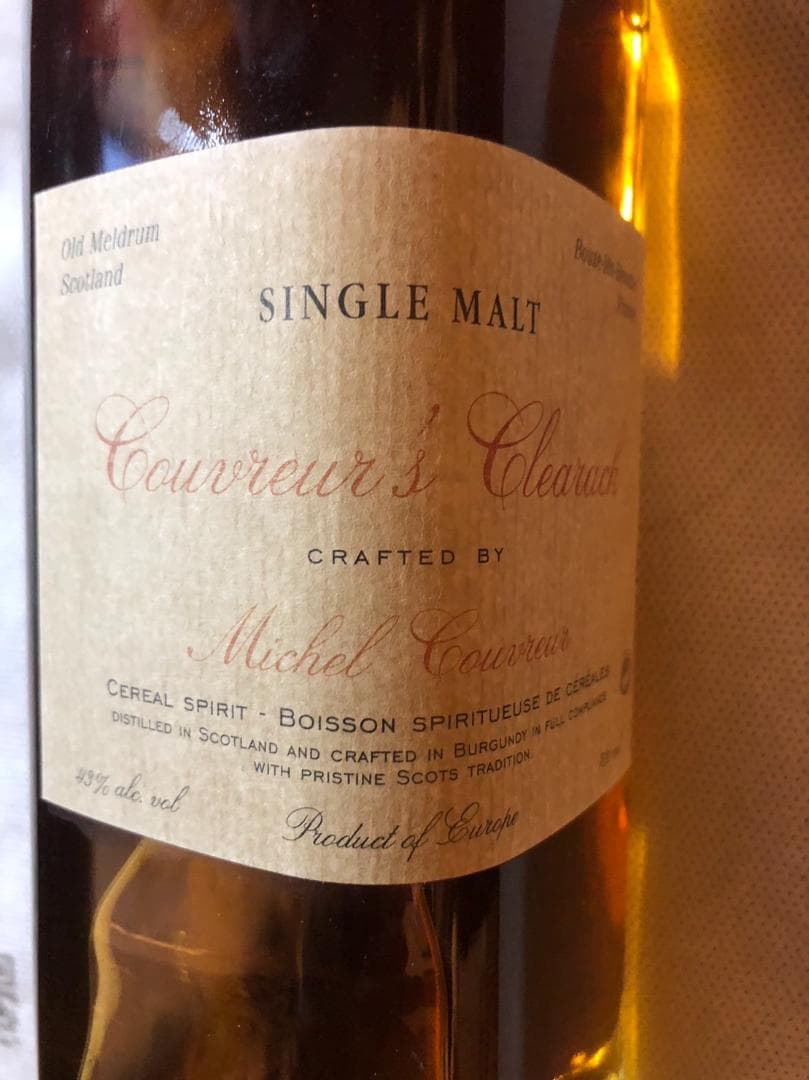 Old Meldrum
Scotland
SINGLE MALT
Couvreur's Clearach
CRAFTED BY
Michel Couvreur
CEREAL SPIRIT - BOISSON SPIRITUEUSE DE CÉRÉALES
DISTILLED IN SCOTLAND AND CRAFTED IN BURGUNDY IN FULL COMPLIANCE
WITH PRISTINE SCOTS TRADITION.
43% alc. vol
Product of Europe